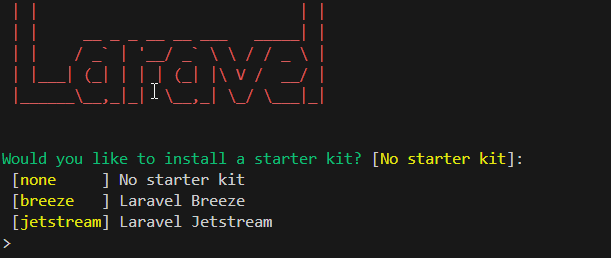 Laravel
Would you like to install a starter kit? [No starter kit]:
[none     ] No starter kit
[breeze   ] Laravel Breeze
[jetstream] Laravel Jetstream
>